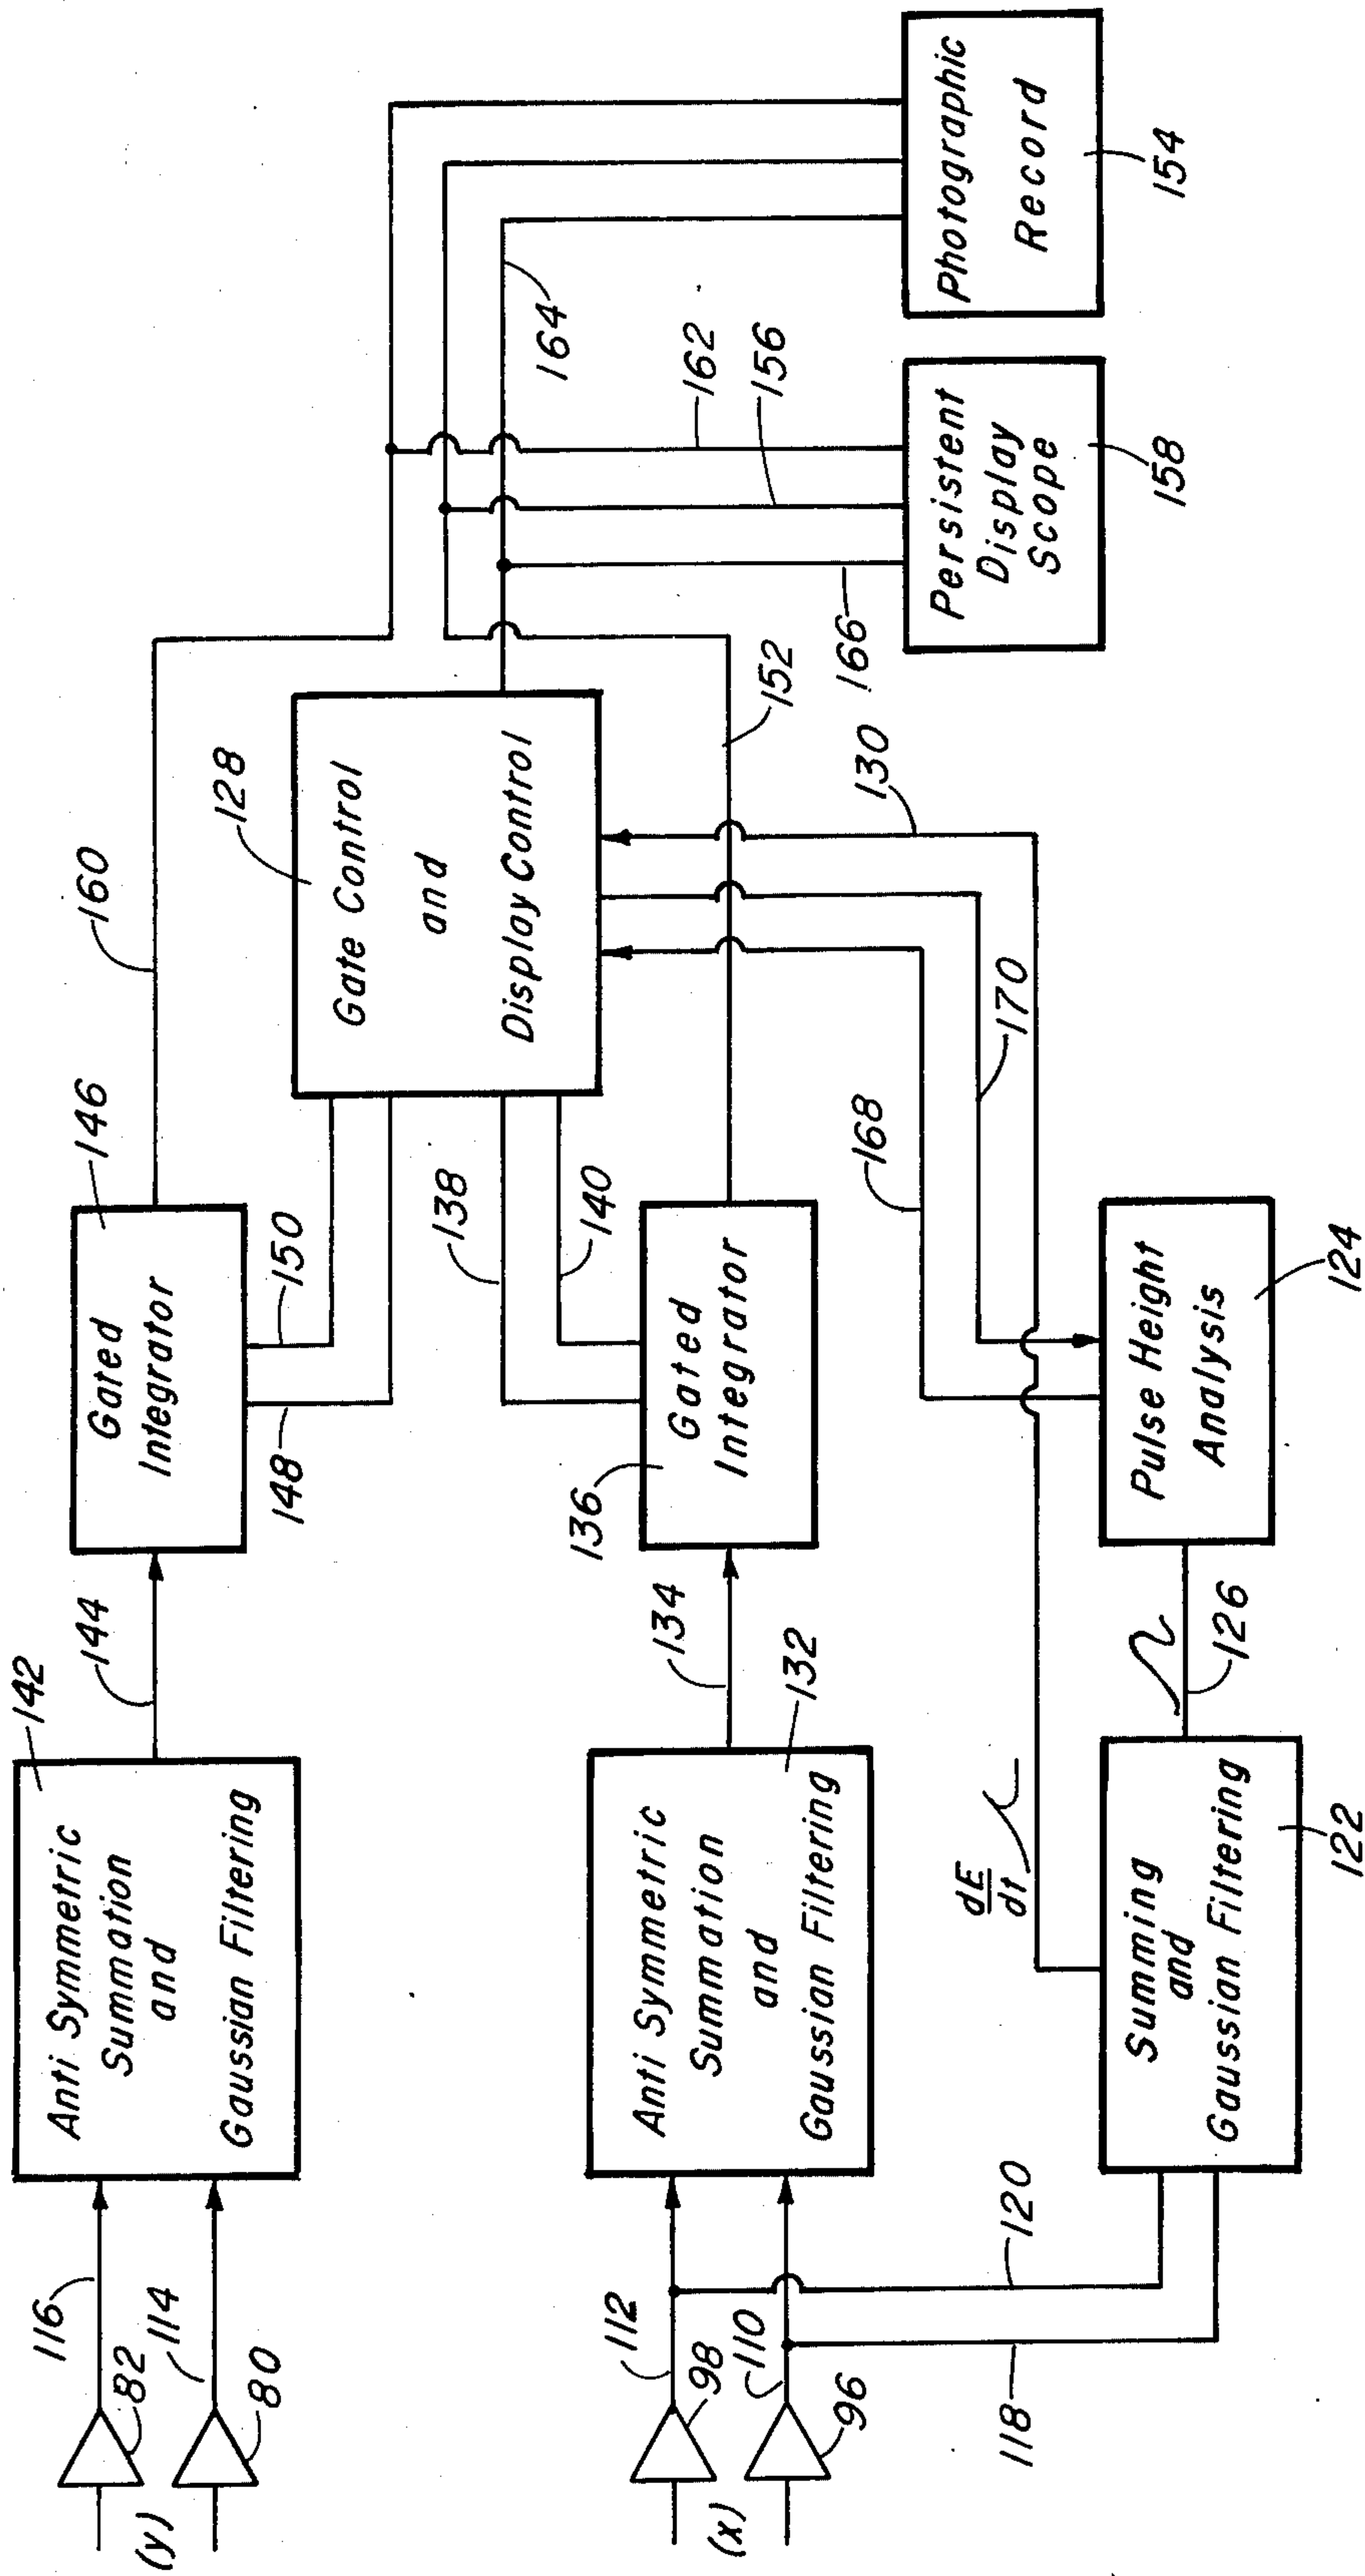 116
82
(y)
114
80
142
Anti Symmetric
Summation
and
Gaussian Filtering
144
146
Gated
Integrator
150
148
160
128
Gate Control
and
Display Control
138
140
112
98
(x)
110
96
132
Anti Symmetric
Summation
and
Gaussian Filtering
134
136
Gated
Integrator
152
164
162
156
166
130
168
170
118
120
dE
dt
122
Summing
and
Gaussian Filtering
126
124
Pulse Height
Analysis
Persistent
Display
Scope
158
Photographic
Record
154